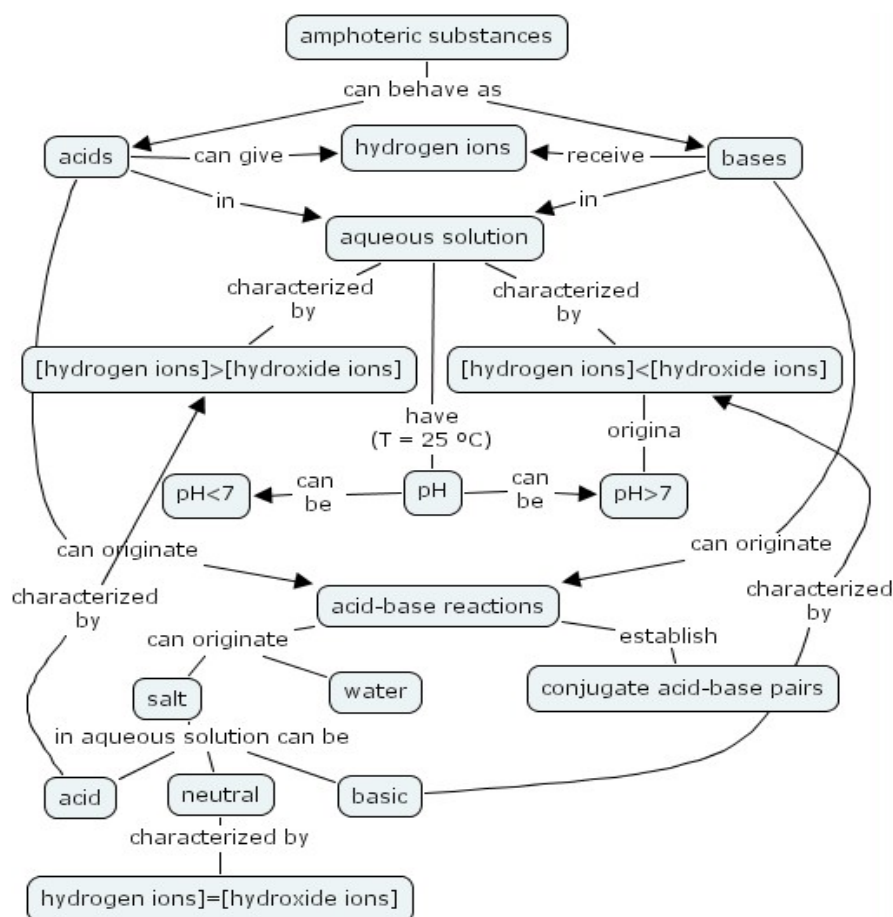 amphoteric substances
can behave as
acids
can give
hydrogen ions
receive
bases
in
in
aqueous solution
characterized
by
characterized
by
[hydrogen ions]>[hydroxide ions]
[hydrogen ions]<[hydroxide ions]
have
(T = 25 ºC)
origina
pH<7
can
be
pH
can
be
pH>7
can originate
can originate
characterized
by
acid-base reactions
characterized
by
can originate
establish
salt
water
conjugate acid-base pairs
in aqueous solution can be
acid
neutral
basic
characterized by
hydrogen ions]=[hydroxide ions]